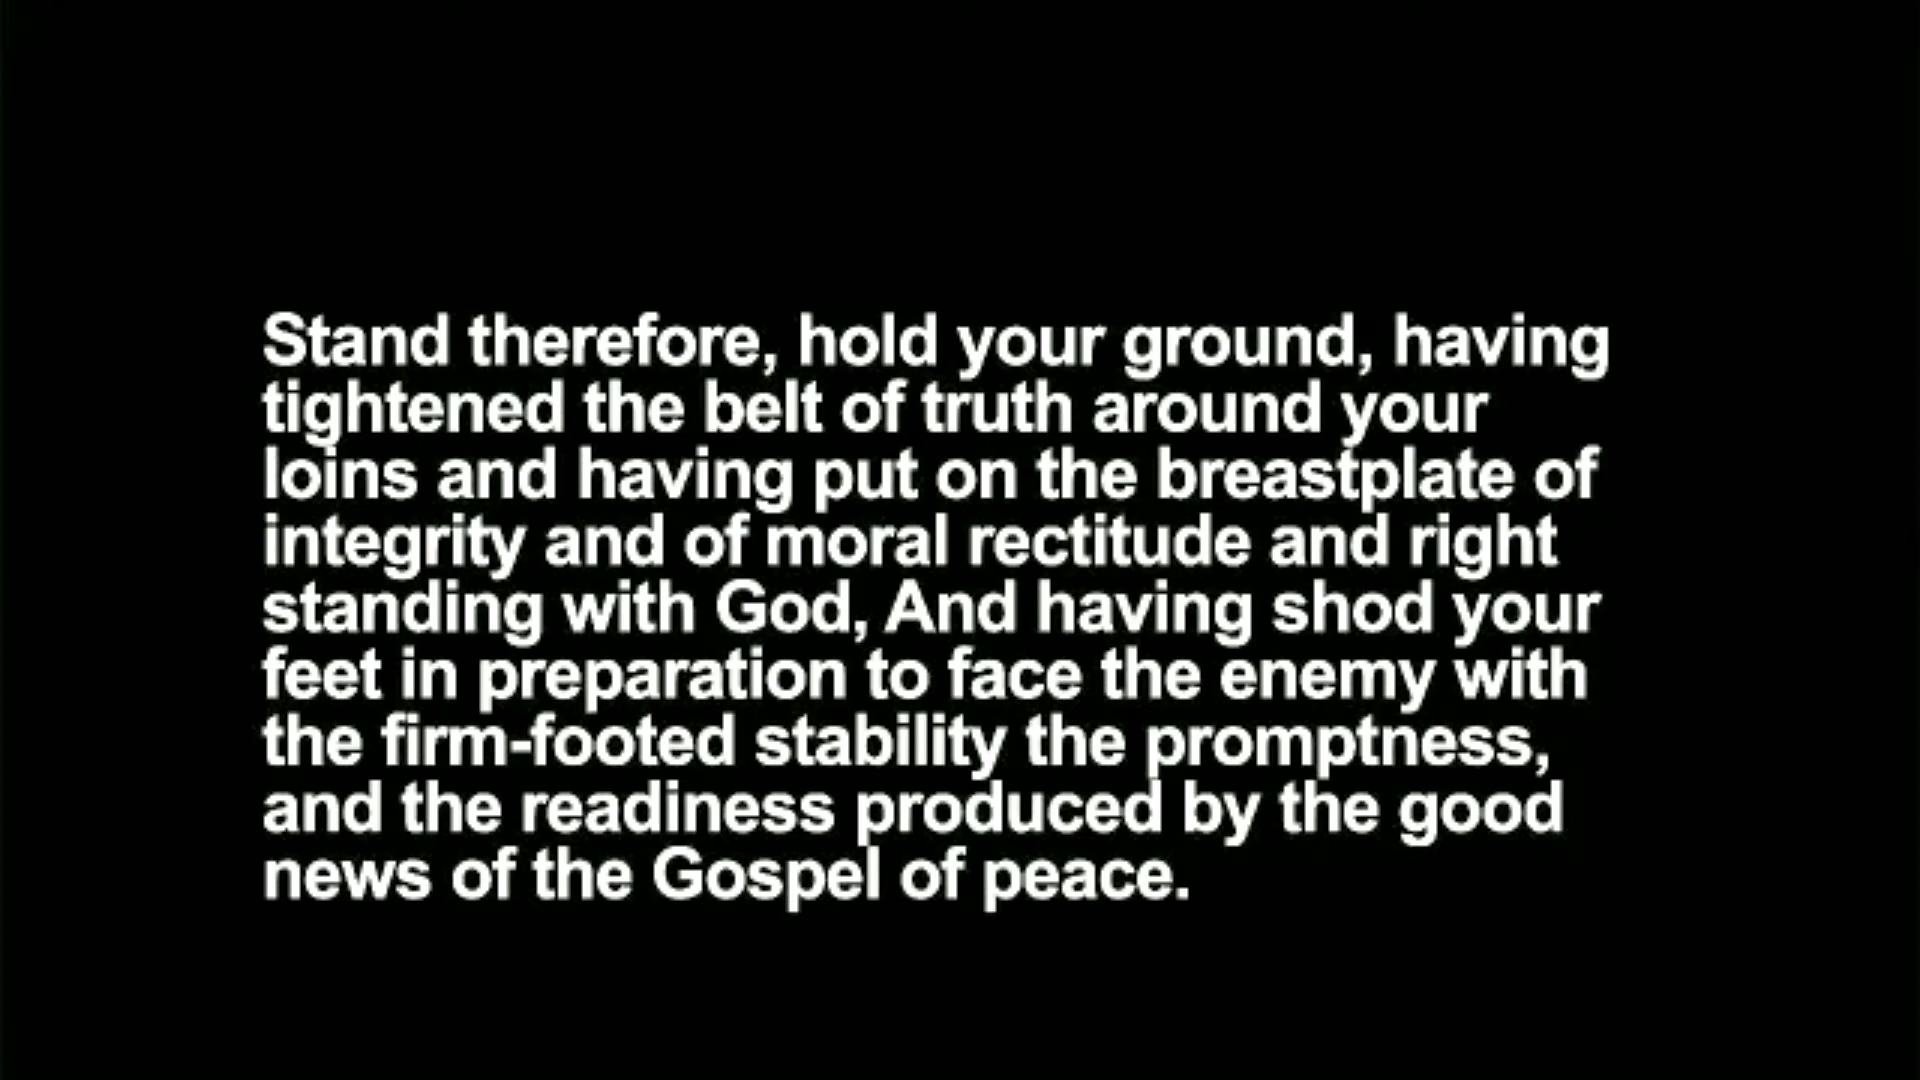 Stand therefore, hold your ground, having
tightened the belt of truth around your
loins and having put on the breastplate of
integrity and of moral rectitude and right
standing with God, And having shod your
feet in preparation to face the enemy with
the firm-footed stability the promptness,
and the readiness produced by the good
news of the Gospel of peace.